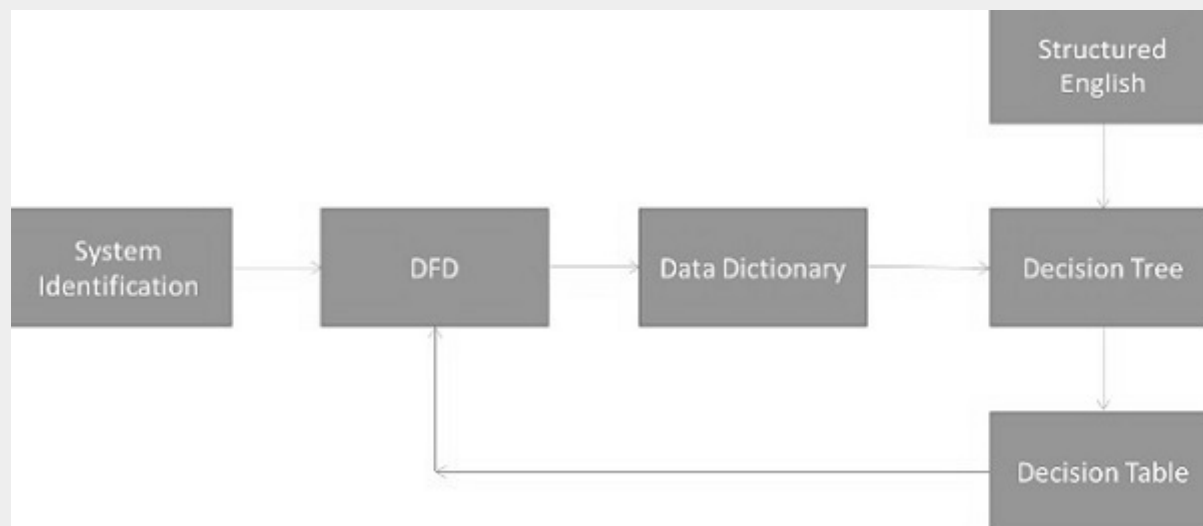 Structured
English
System
Identification
DFD
Data Dictionary
Decision Tree
Decision Table